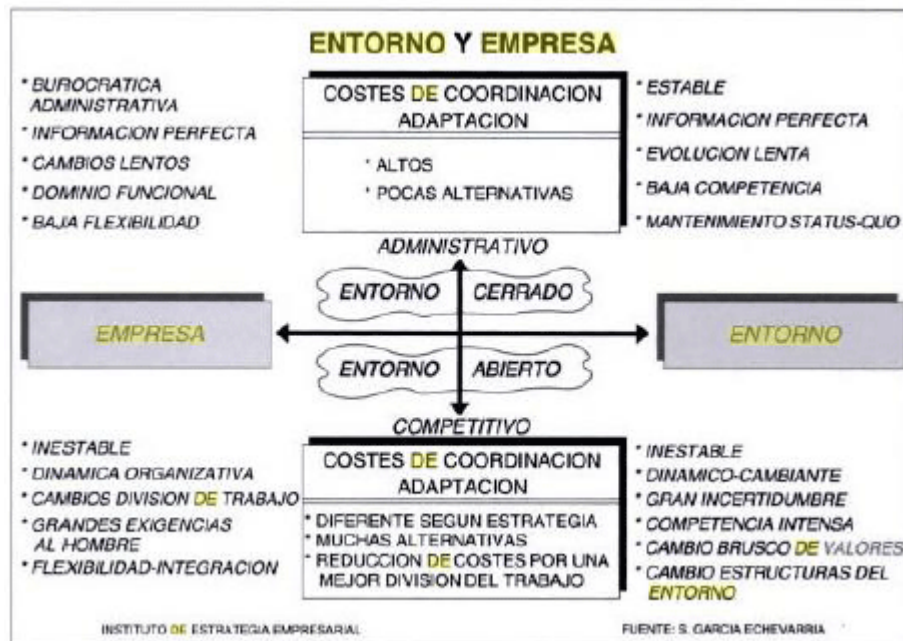 ENTORNO Y EMPRESA
* BUROCRATICA
ADMINISTRATIVA
* INFORMACION PERFECTA
* CAMBIOS LENTOS
* DOMINIO FUNCIONAL
* BAJA FLEXIBILIDAD
COSTES DE COORDINACION
ADAPTACION
* ALTOS
* POCAS ALTERNATIVAS
* ESTABLE
* INFORMACION PERFECTA
* EVOLUCION LENTA
* BAJA COMPETENCIA
* MANTENIMIENTO STATUS-QUO
ADMINISTRATIVO
ENTORNO CERRADO
EMPRESA
ENTORNO
ENTORNO ABIERTO
COMPETITIVO
* INESTABLE
* DINAMICA ORGANIZATIVA
* CAMBIOS DIVISION DE TRABAJO
* GRANDES EXIGENCIAS
AL HOMBRE
* FLEXIBILIDAD-INTEGRACION
COSTES DE COORDINACION
ADAPTACION
* DIFERENTE SEGUN ESTRATEGIA
* MUCHAS ALTERNATIVAS
* REDUCCION DE COSTES POR UNA
MEJOR DIVISION DEL TRABAJO
* INESTABLE
* DINAMICO-CAMBIANTE
* GRAN INCERTIDUMBRE
* COMPETENCIA INTENSA
* CAMBIO BRUSCO DE VALORES
* CAMBIO ESTRUCTURAS DEL
ENTORNO
INSTITUTO DE ESTRATEGIA EMPRESARIAL
FUENTE: S. GARCIA ECHEVARRIA